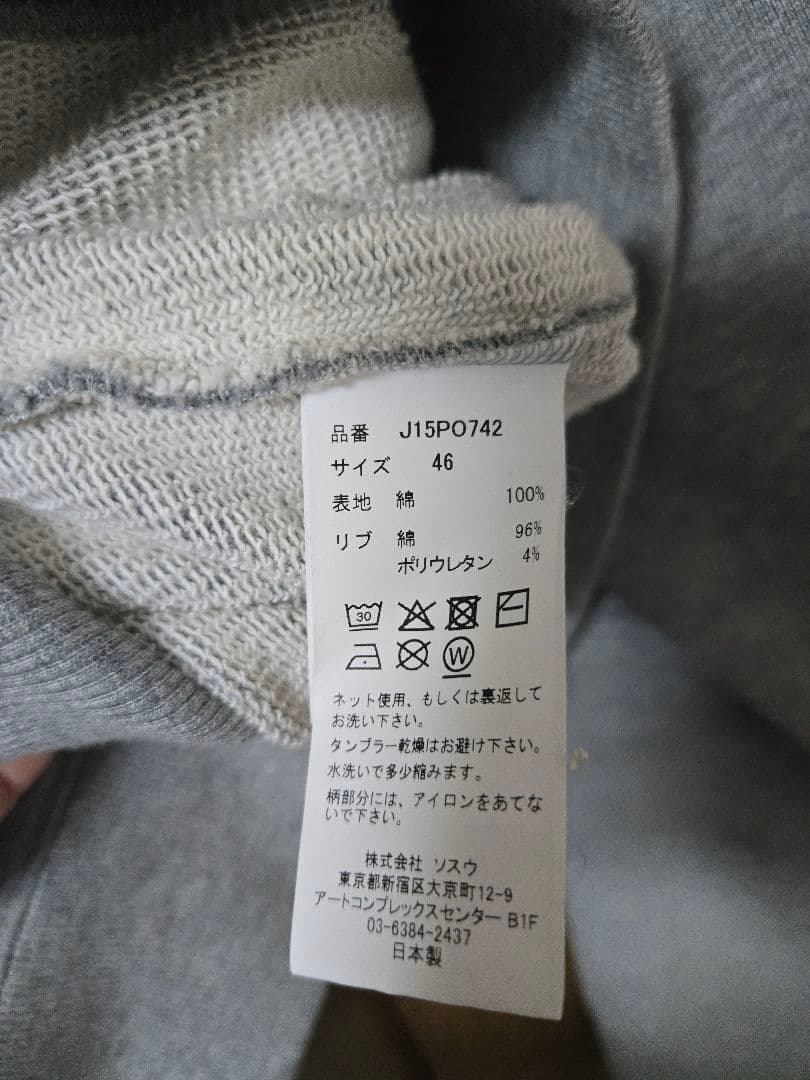 品番 J15PO742
サイズ 46
表地 綿 100%
リブ 綿 96%
ポリウレタン 4%
30
W
ネット使用、もしくは裏返して
お洗い下さい。
タンブラー乾燥はお避け下さい。
水洗いで多少縮みます。
柄部分には、アイロンをあてな
いで下さい。
株式会社 ソスウ
東京都新宿区大京町12-9
アートコンプレックスセンター B1F
03-6384-2437
日本製